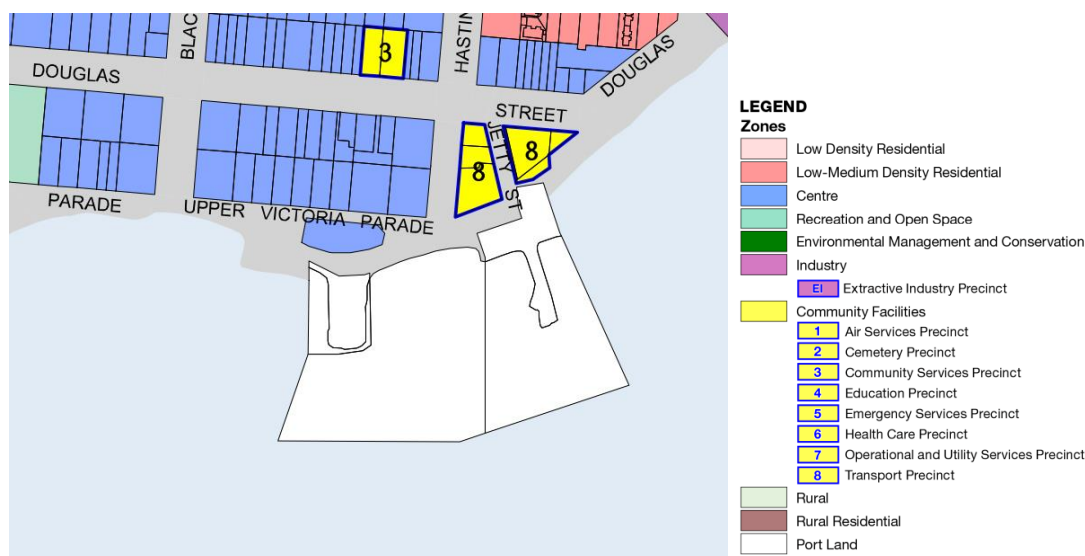 BLAC
HASTIN
3
DOUGLAS
DOUGLAS
STREET
JETTY ST
8
8
PARADE
UPPER VICTORIA PARADE
LEGEND
Zones
Low Density Residential
Low-Medium Density Residential
Centre
Recreation and Open Space
Environmental Management and Conservation
Industry
EI Extractive Industry Precinct
Community Facilities
1 Air Services Precinct
2 Cemetery Precinct
3 Community Services Precinct
4 Education Precinct
5 Emergency Services Precinct
6 Health Care Precinct
7 Operational and Utility Services Precinct
8 Transport Precinct
Rural
Rural Residential
Port Land